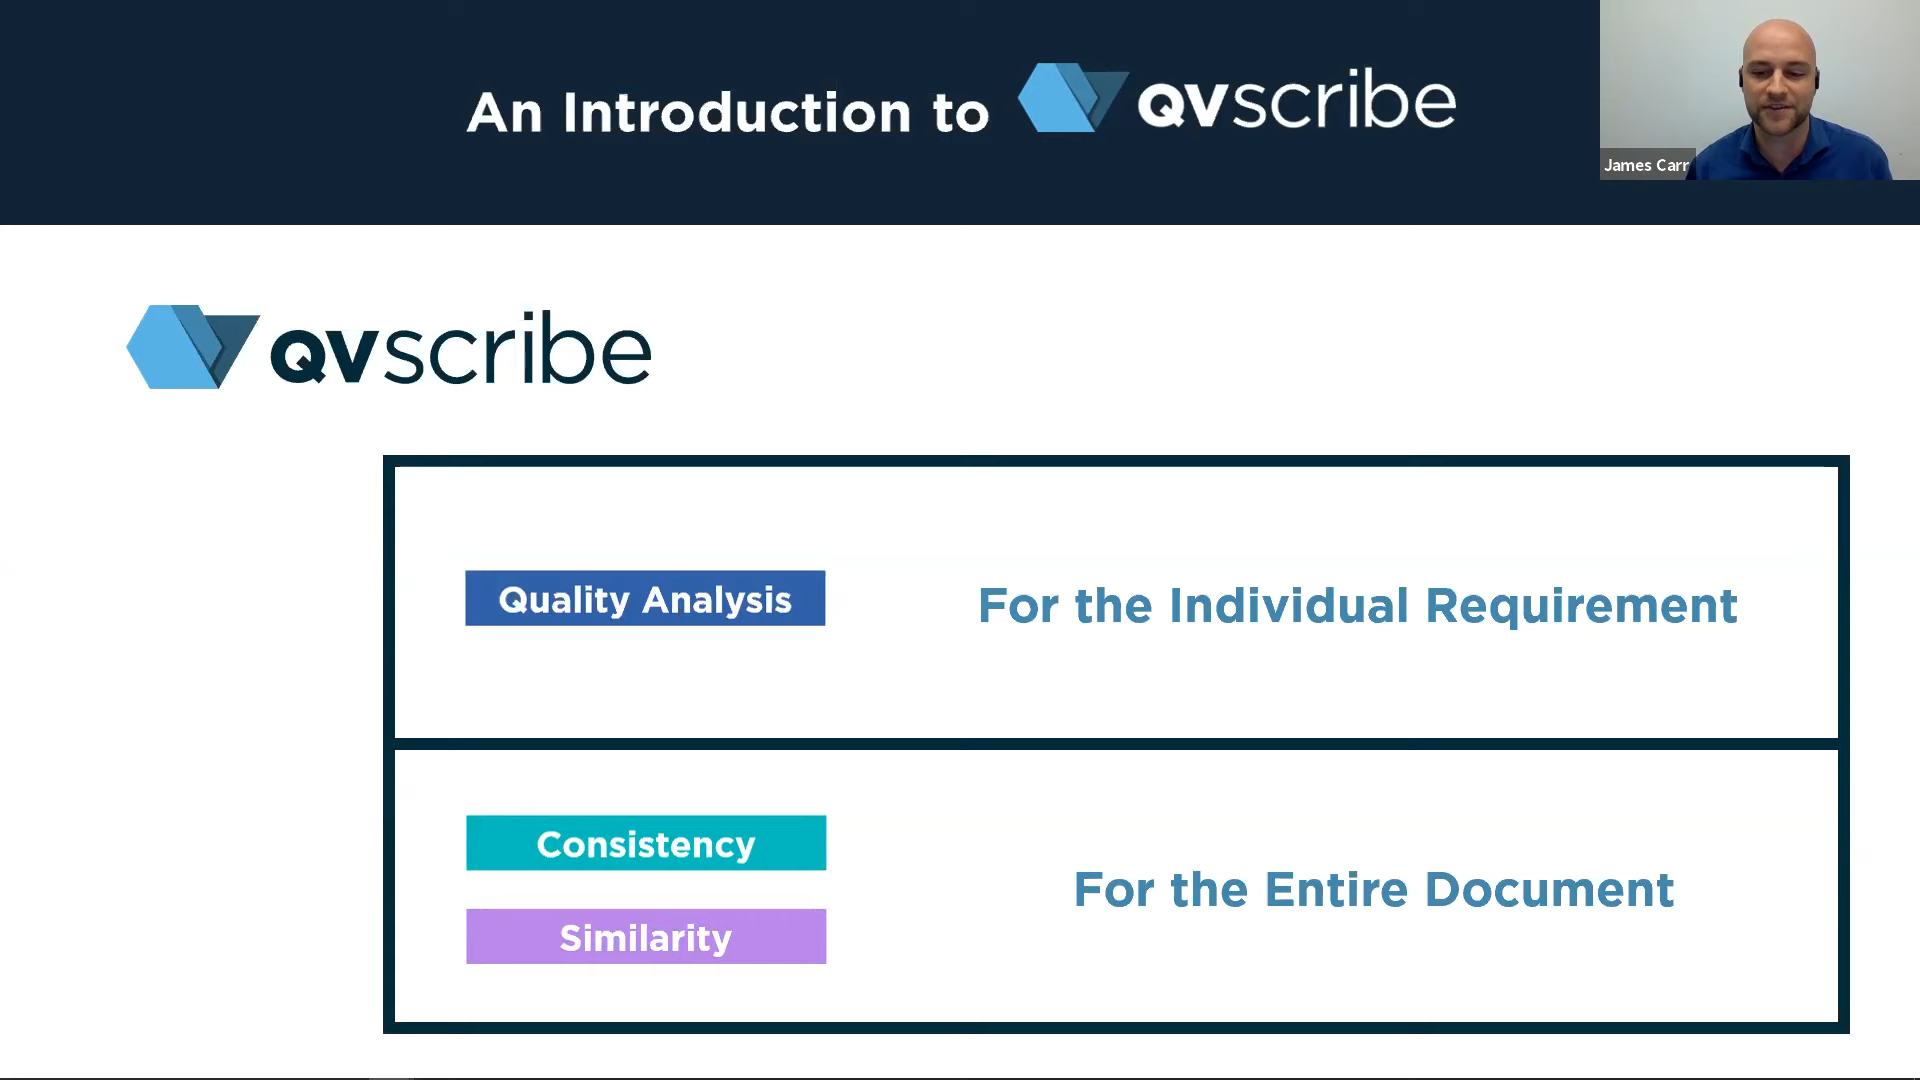 An Introduction to QVscribe
James Carr
QVscribe
Quality Analysis
For the Individual Requirement
Consistency
For the Entire Document
Similarity